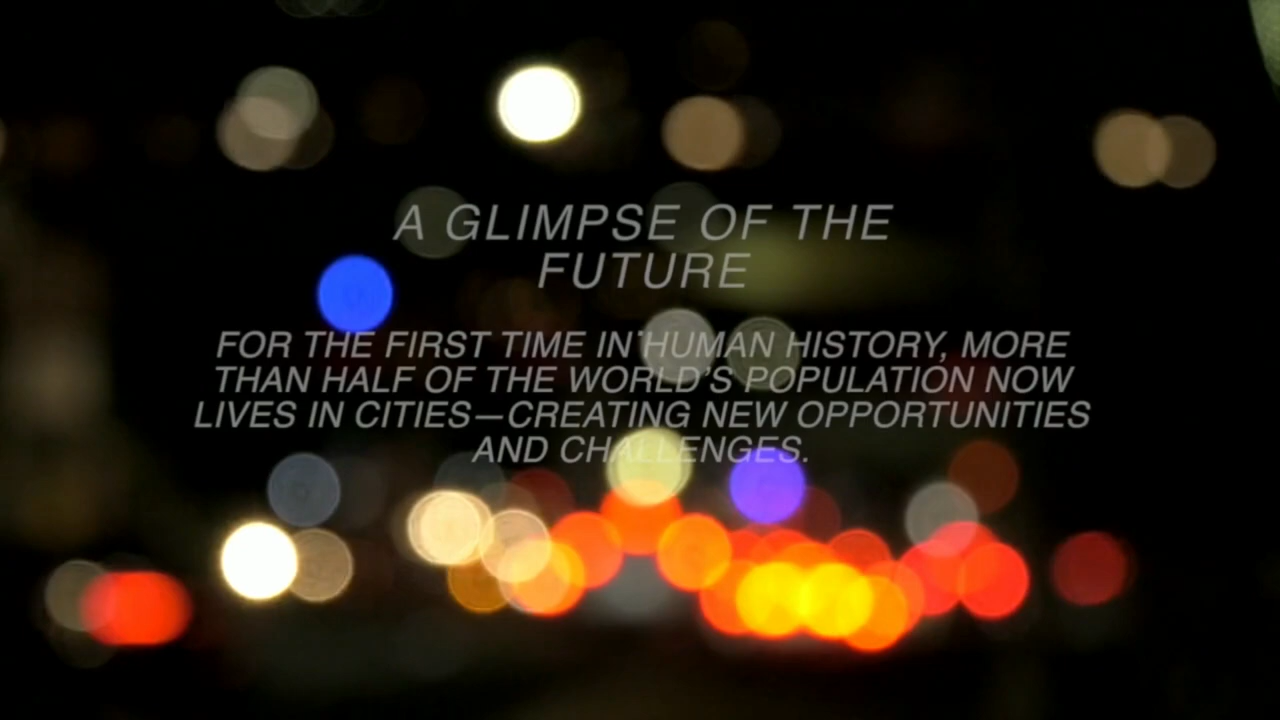 A GLIMPSE OF THE
FUTURE
FOR THE FIRST TIME IN HUMAN HISTORY, MORE
THAN HALF OF THE WORLD'S POPULATION NOW
LIVES IN CITIES—CREATING NEW OPPORTUNITIES
AND CHALLENGES.